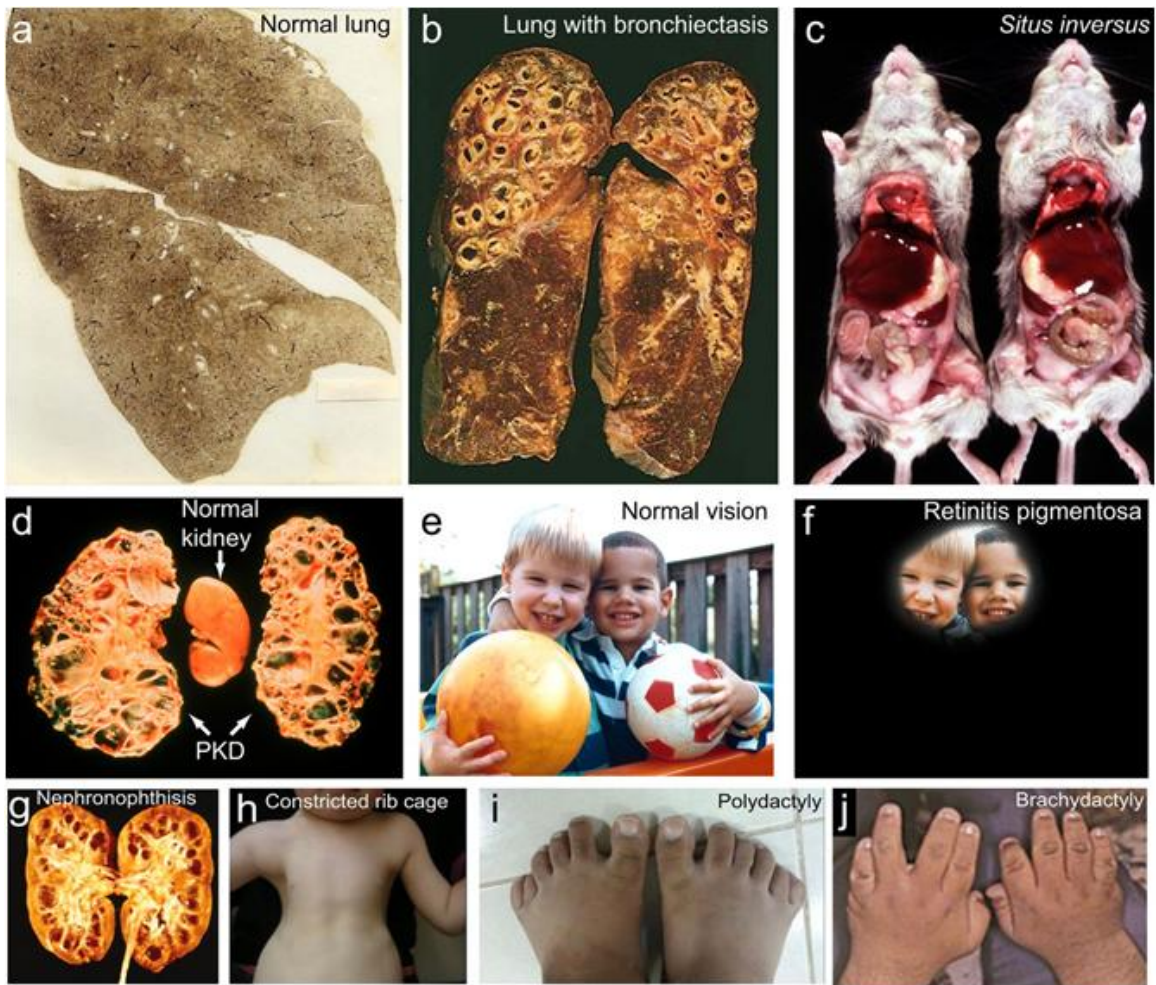 a
Normal lung
b
Lung with bronchiectasis
c
Situs inversus
d
Normal
kidney
PKD
e
Normal vision
f
Retinitis pigmentosa
g
Nephronophthisis
h
Constricted rib cage
i
Polydactyly
j
Brachydactyly